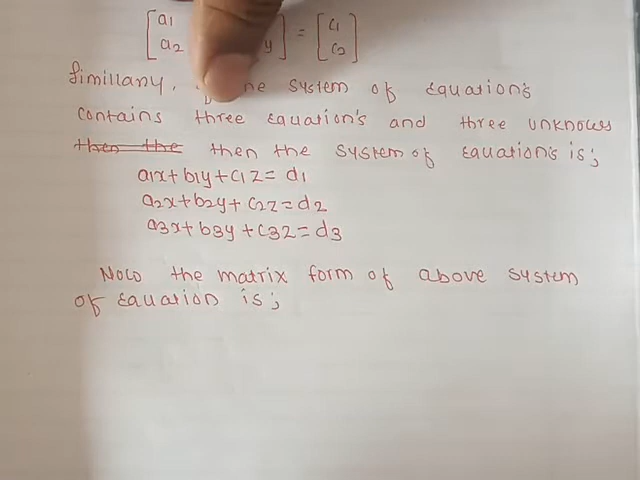 [a1 y] = [c1]
[a2 c2]
Simillany, the system of Equation's
contains three Equation's and three unknows
then the then the system of Equation's is;
a1x + b1y + c1z = d1
a2x + b2y + c2z = d2
a3x + b3y + c3z = d3
Now the matrix form of above system
of Equation is;